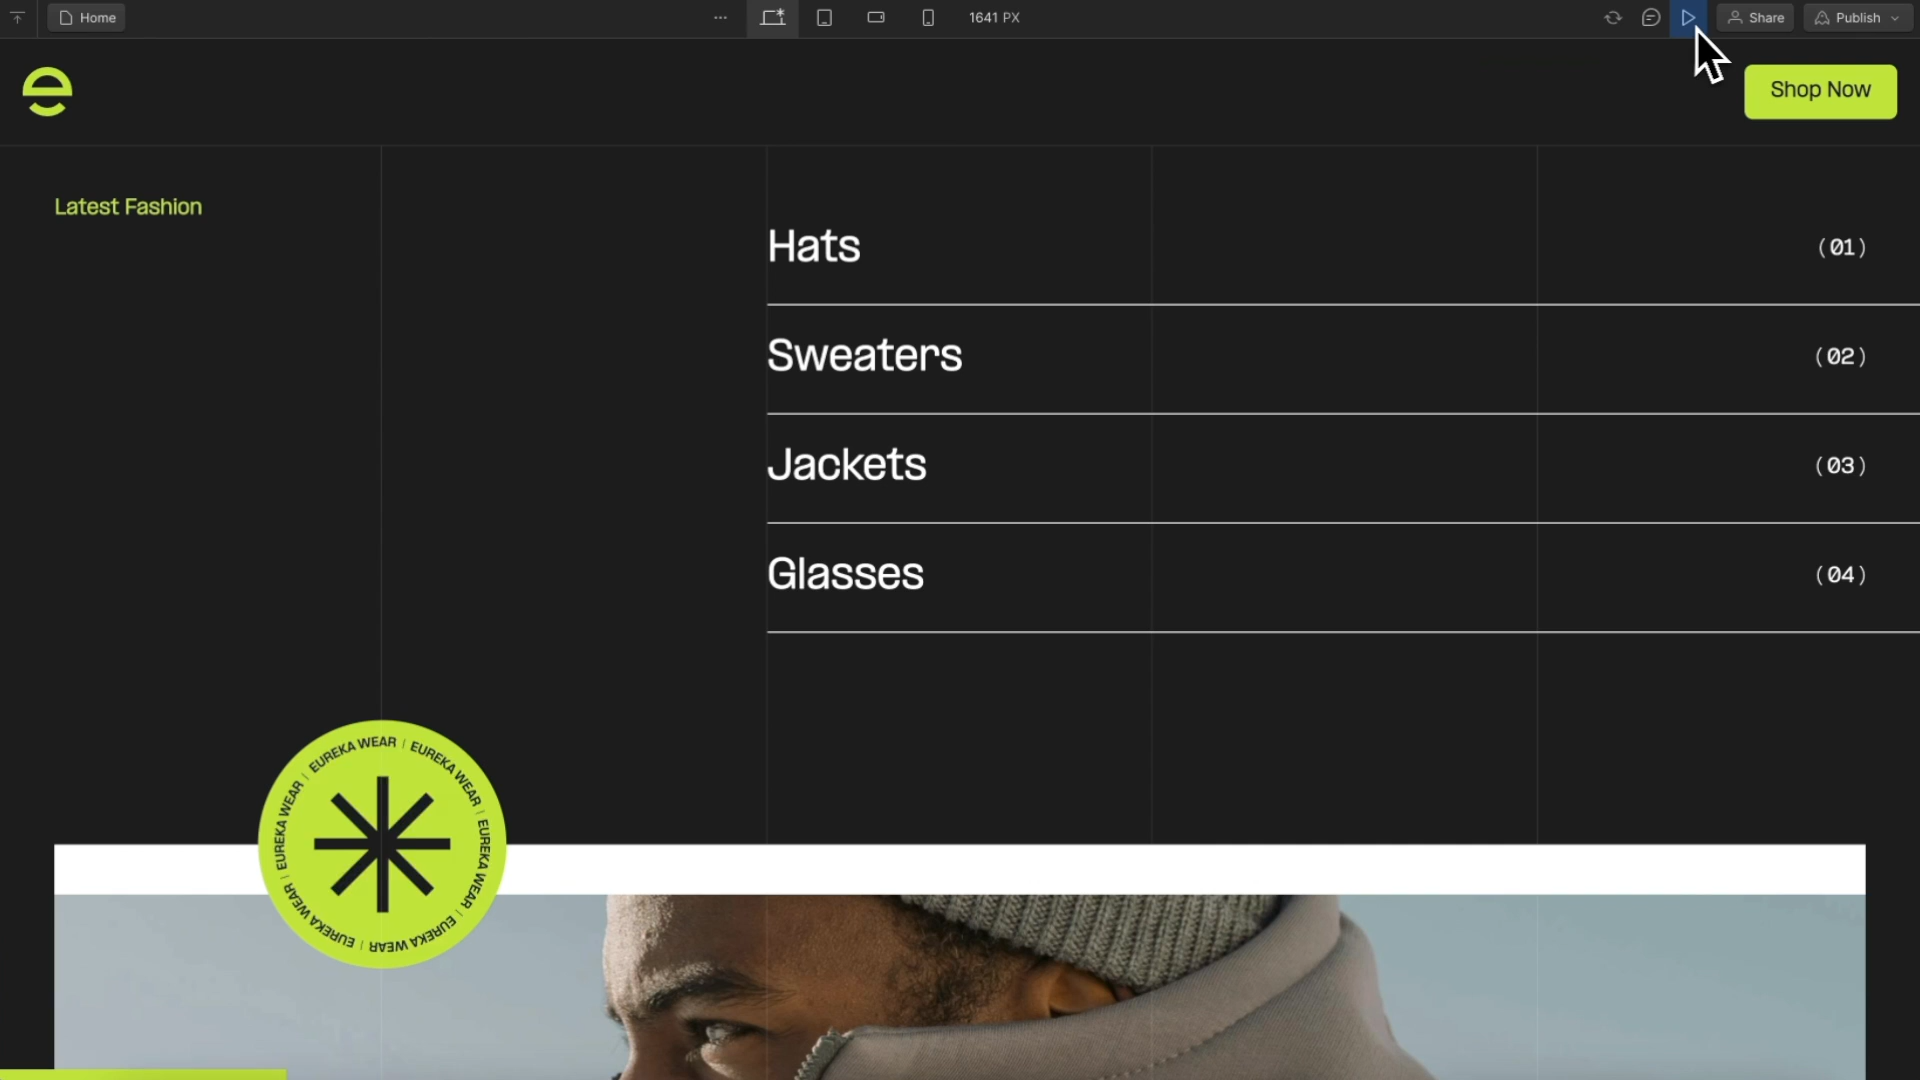 Home
1641 PX
Share
Publish
Shop Now
Latest Fashion
Hats
(01)
Sweaters
(02)
Jackets
(03)
Glasses
(04)
EUREKA WEAR | EUREKA WEAR | EUREKA WEAR | EUREKA WEAR | EUREKA WEAR | EUREKA WEAR |